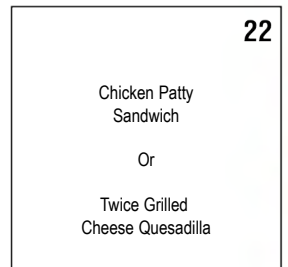 22
Chicken Patty
Sandwich
Or
Twice Grilled
Cheese Quesadilla